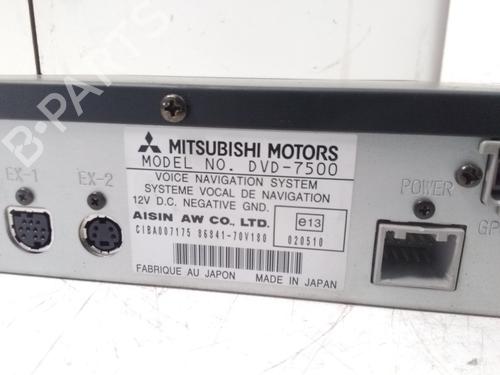 B-PARTS
MITSUBISHI MOTORS
MODEL NO. DVD-7500
VOICE NAVIGATION SYSTEM
SYSTEME VOCAL DE NAVIGATION
12V D.C. NEGATIVE GND.
AISIN AW CO., LTD.
e13
020510
CIBA007175 86841-70V180
FABRIQUE AU JAPON MADE IN JAPAN
EX-1
EX-2
POWER
GP